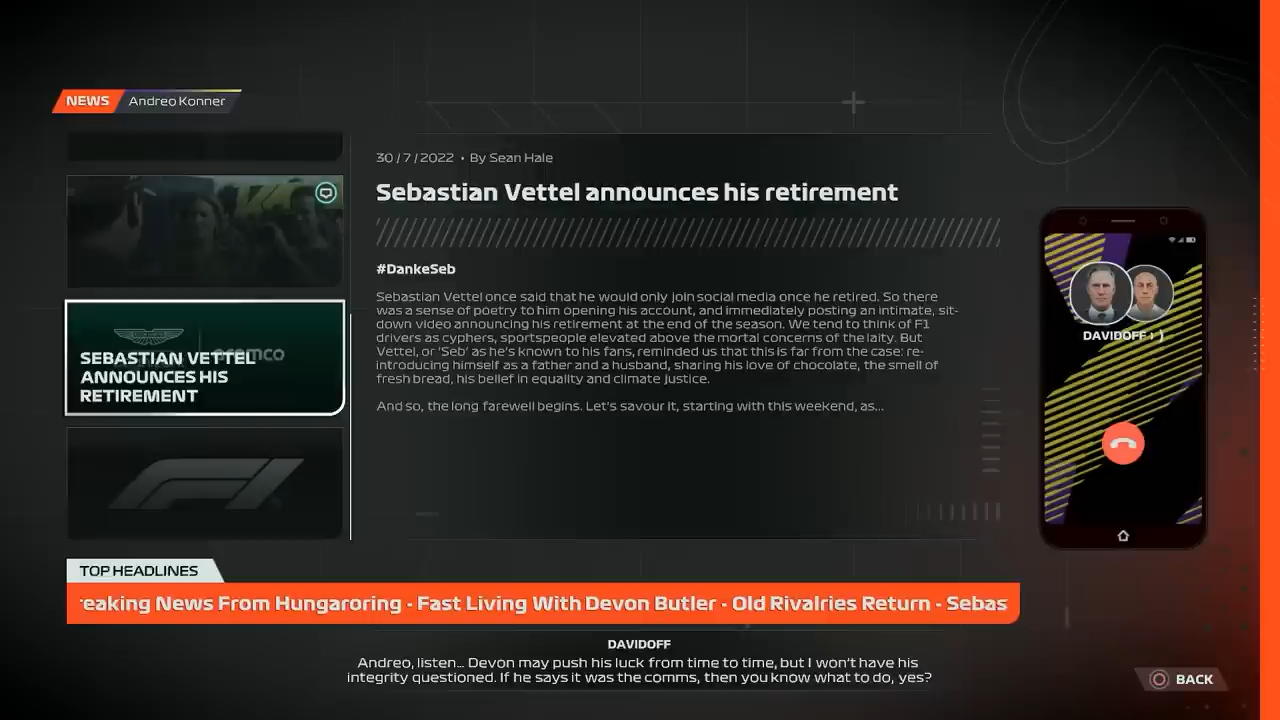 NEWS Andreo Konner
30/7/2022 • By Sean Hale
Sebastian Vettel announces his retirement
#DankeSeb
Sebastian Vettel once said that he would only join social media once he retired. So there
was a sense of poetry to him opening his account, and immediately posting an intimate, sit-
down video announcing his retirement at the end of the season. We tend to think of F1
drivers as cyphers, sportspeople elevated above the mortal concerns of the laity. But
Vettel, or 'Seb' as he's known to his fans, reminded us that this is far from the case: re-
introducing himself as a father and a husband, sharing his love of chocolate, the smell of
fresh bread, his belief in equality and climate justice.
And so, the long farewell begins. Let's savour it, starting with this weekend, as...
aramco
SEBASTIAN VETTEL
ANNOUNCES HIS
RETIREMENT
F1
DAVIDOFF
TOP HEADLINES
eaking News From Hungaroring - Fast Living With Devon Butler - Old Rivalries Return - Sebas
DAVIDOFF
Andreo, listen... Devon may push his luck from time to time, but I won't have his
integrity questioned. If he says it was the comms, then you know what to do, yes?
BACK